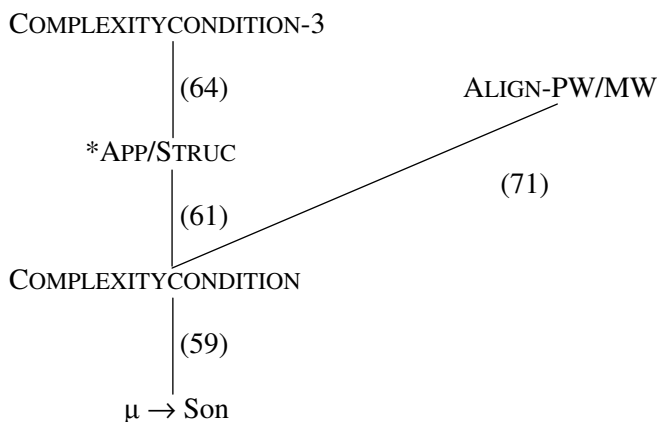 COMPLEXITYCONDITION-3
(64)
ALIGN-PW/MW
*APP/STRUC
(71)
(61)
COMPLEXITYCONDITION
(59)
μ → Son